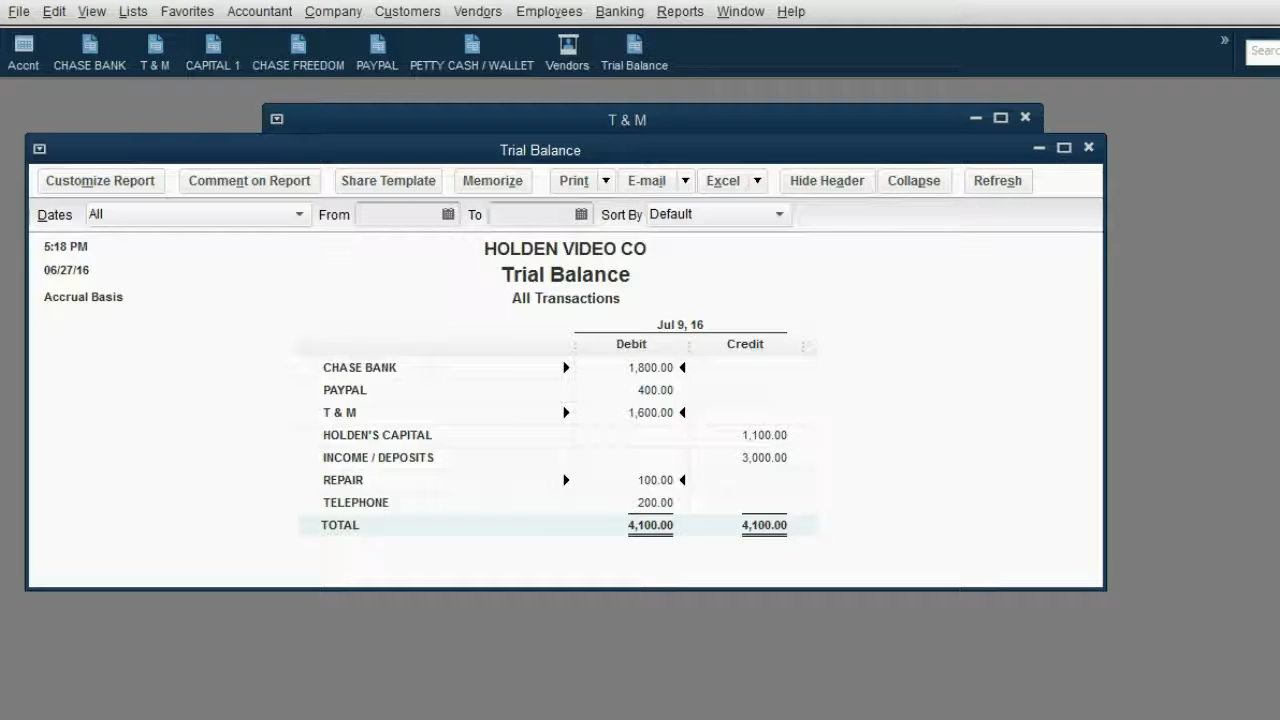 File Edit View Lists Favorites Accountant Company Customers Vendors Employees Banking Reports Window Help
Accnt CHASE BANK T & M CAPITAL 1 CHASE FREEDOM PAYPAL PETTY CASH / WALLET Vendors Trial Balance » Searc
T & M
Trial Balance
Customize Report Comment on Report Share Template Memorize Print E-mail Excel Hide Header Collapse Refresh
Dates All From To Sort By Default
5:18 PM HOLDEN VIDEO CO
06/27/16 Trial Balance
Accrual Basis All Transactions
Jul 9, 16
Debit Credit
CHASE BANK 1,800.00
PAYPAL 400.00
T & M 1,600.00
HOLDEN'S CAPITAL 1,100.00
INCOME / DEPOSITS 3,000.00
REPAIR 100.00
TELEPHONE 200.00
TOTAL 4,100.00 4,100.00